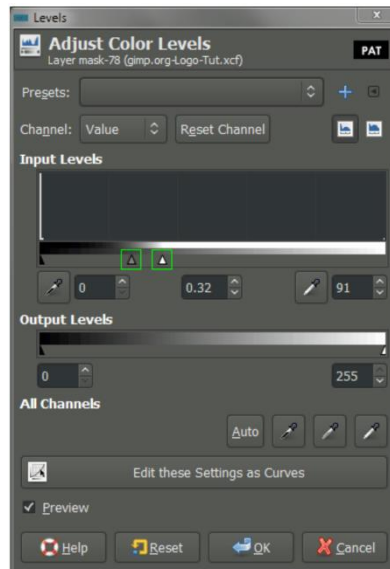 Levels
x
Adjust Color Levels
Layer mask-78 (gimp.org-Logo-Tut.xcf)
PAT
Presets:
Channel: Value Reset Channel
Input Levels
0 0.32 91
Output Levels
0 255
All Channels
Auto
Edit these Settings as Curves
Preview
Help Reset OK Cancel